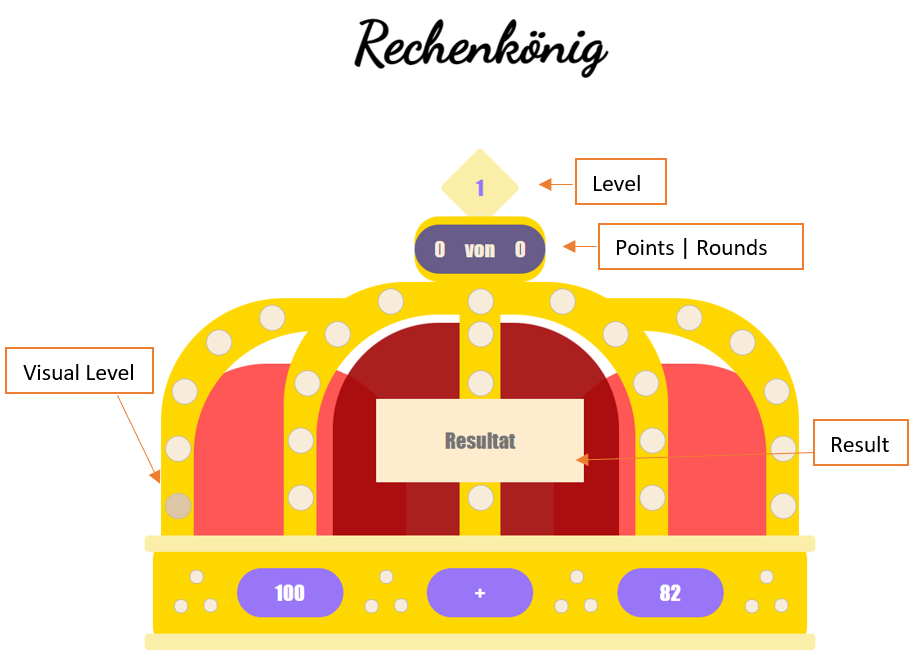 Rechenkönig
1
Level
0 von 0
Points | Rounds
Visual Level
Resultat
Result
100 + 82